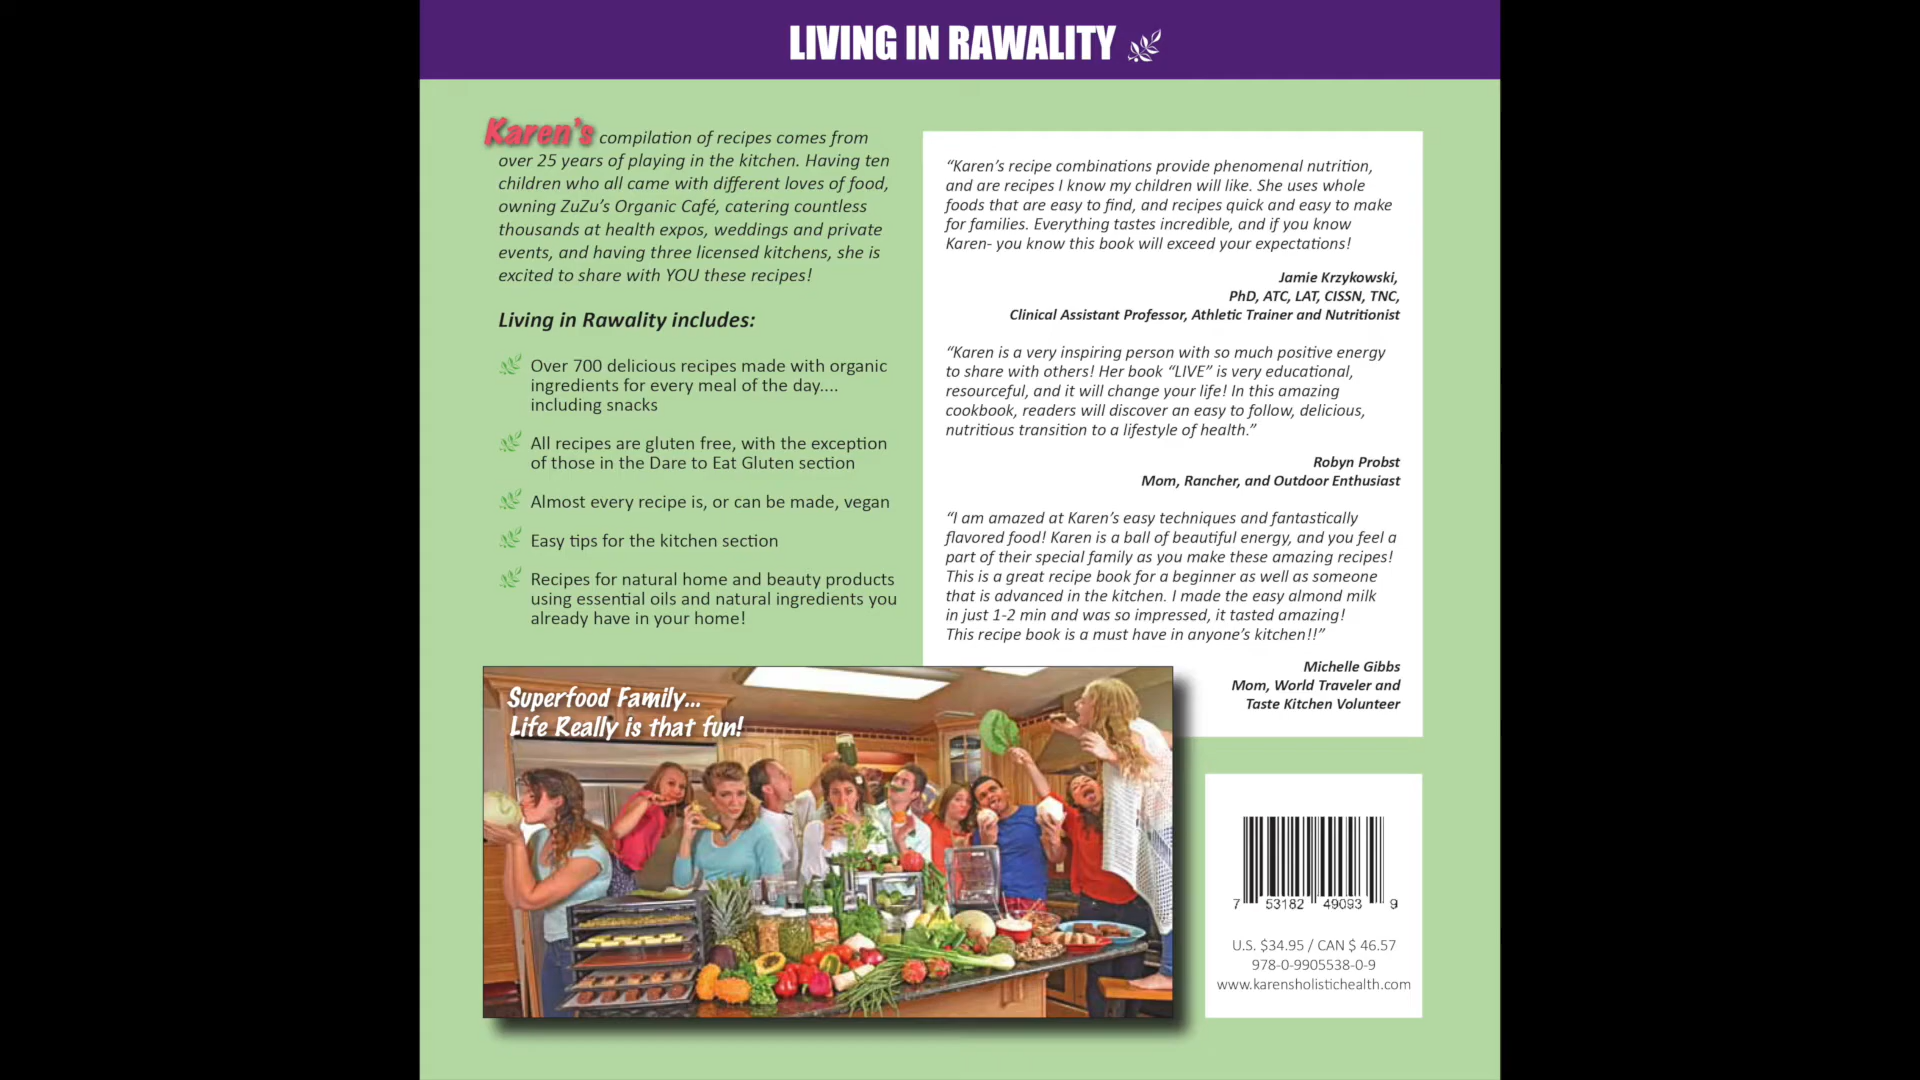 LIVING IN RAWALITY
Karen's compilation of recipes comes from
over 25 years of playing in the kitchen. Having ten
children who all came with different loves of food,
owning ZuZu’s Organic Café, catering countless
thousands at health expos, weddings and private
events, and having three licensed kitchens, she is
excited to share with YOU these recipes!
Living in Rawality includes:
Over 700 delicious recipes made with organic
ingredients for every meal of the day....
including snacks
All recipes are gluten free, with the exception
of those in the Dare to Eat Gluten section
Almost every recipe is, or can be made, vegan
Easy tips for the kitchen section
Recipes for natural home and beauty products
using essential oils and natural ingredients you
already have in your home!
“Karen’s recipe combinations provide phenomenal nutrition,
and are recipes I know my children will like. She uses whole
foods that are easy to find, and recipes quick and easy to make
for families. Everything tastes incredible, and if you know
Karen- you know this book will exceed your expectations!
Jamie Krzykowski,
PhD, ATC, LAT, CISSN, TNC,
Clinical Assistant Professor, Athletic Trainer and Nutritionist
“Karen is a very inspiring person with so much positive energy
to share with others! Her book “LIVE” is very educational,
resourceful, and it will change your life! In this amazing
cookbook, readers will discover an easy to follow, delicious,
nutritious transition to a lifestyle of health.”
Robyn Probst
Mom, Rancher, and Outdoor Enthusiast
“I am amazed at Karen’s easy techniques and fantastically
flavored food! Karen is a ball of beautiful energy, and you feel a
part of their special family as you make these amazing recipes!
This is a great recipe book for a beginner as well as someone
that is advanced in the kitchen. I made the easy almond milk
in just 1-2 min and was so impressed, it tasted amazing!
This recipe book is a must have in anyone’s kitchen!!”
Michelle Gibbs
Mom, World Traveler and
Taste Kitchen Volunteer
Superfood Family...
Life Really is that fun!
7 53182 49093 9
U.S. $34.95 / CAN $ 46.57
978-0-9905538-0-9
www.karensholistichealth.com